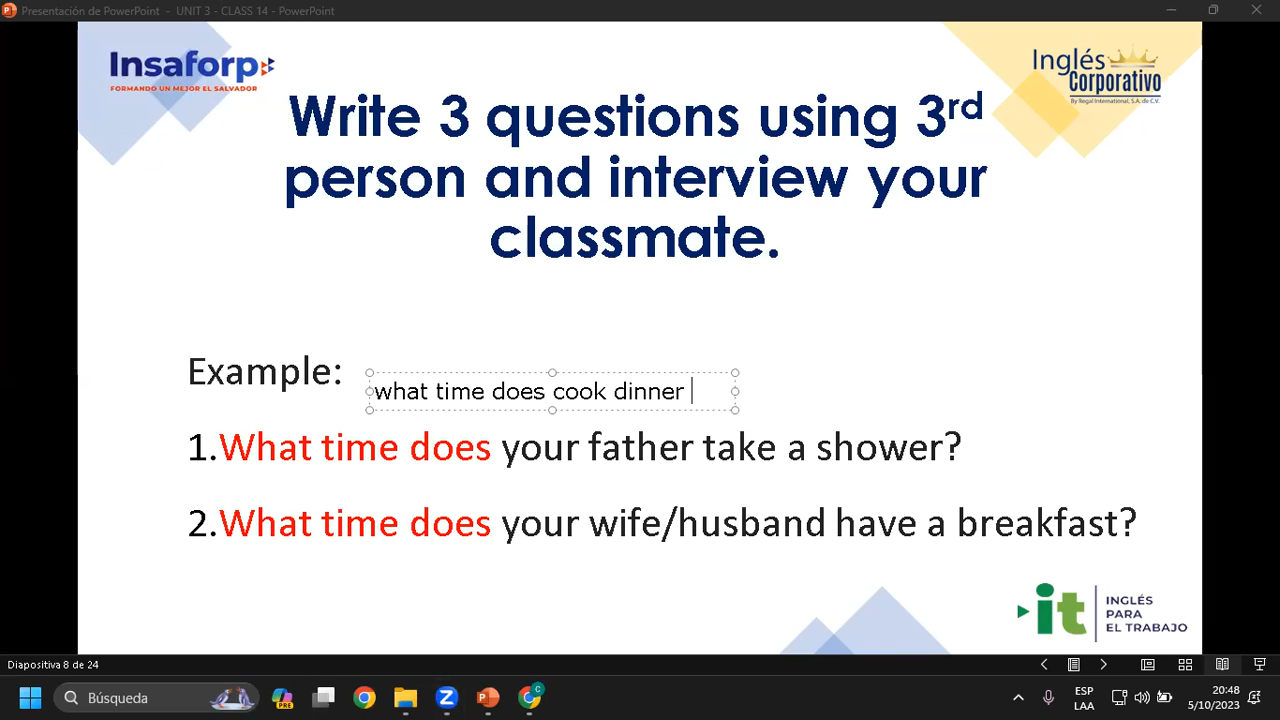 Presentación de PowerPoint - UNIT 3 - CLASS 14 - PowerPoint
Insaforp
FORMANDO UN MEJOR EL SALVADOR
Inglés
Corporativo
By Regal International, S.A. de C.V.
Write 3 questions using 3rd
person and interview your
classmate.
Example:
what time does cook dinner
1.What time does your father take a shower?
2.What time does your wife/husband have a breakfast?
it
INGLÉS
PARA
EL TRABAJO
Diapositiva 8 de 24
Búsqueda
PRE
ESP
LAA
20:48
5/10/2023